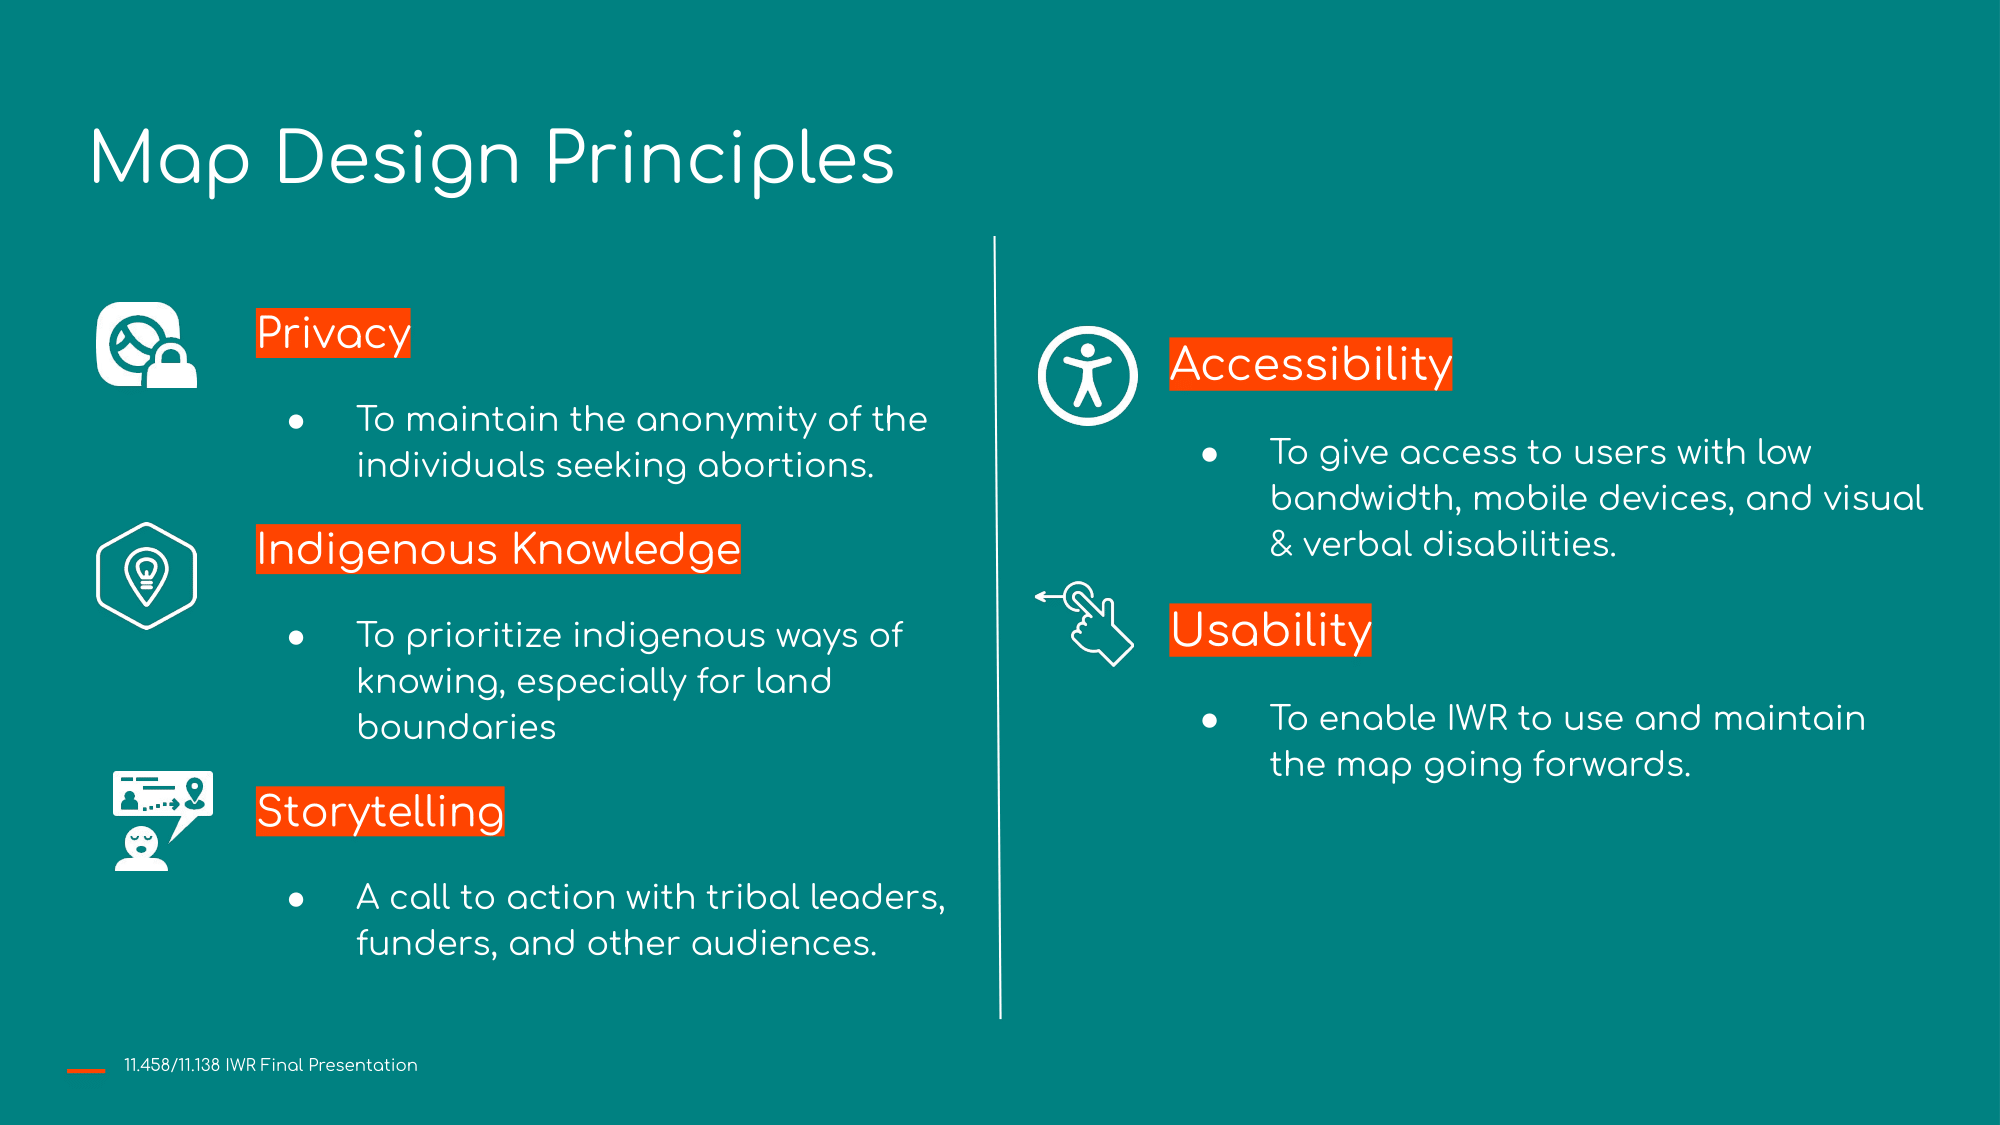 Map Design Principles
Privacy
● To maintain the anonymity of the
individuals seeking abortions.
Indigenous Knowledge
● To prioritize indigenous ways of
knowing, especially for land
boundaries
Storytelling
● A call to action with tribal leaders,
funders, and other audiences.
Accessibility
● To give access to users with low
bandwidth, mobile devices, and visual
& verbal disabilities.
Usability
● To enable IWR to use and maintain
the map going forwards.
11.458/11.138 IWR Final Presentation